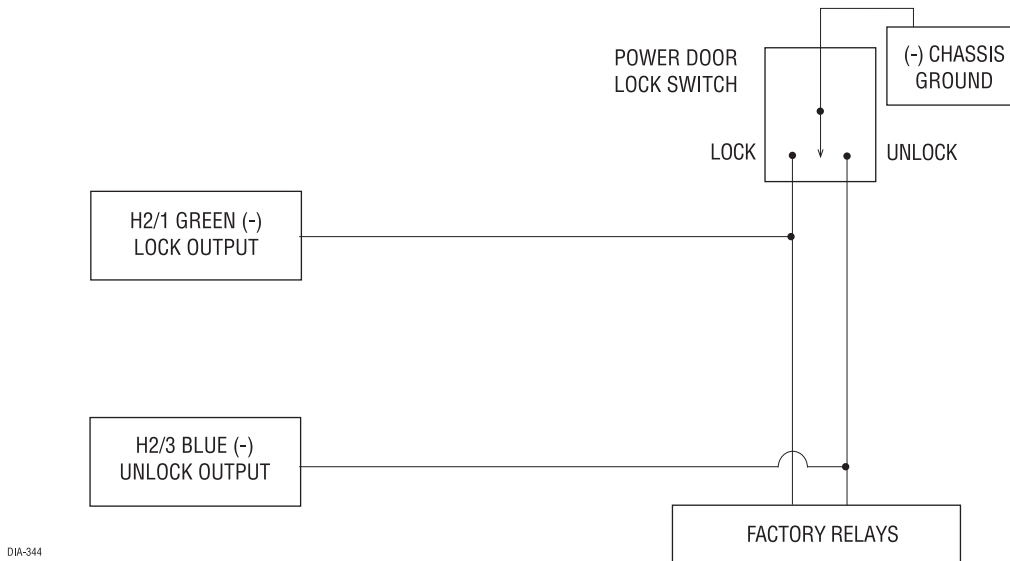 POWER DOOR
LOCK SWITCH
(-) CHASSIS
GROUND
LOCK
UNLOCK
H2/1 GREEN (-)
LOCK OUTPUT
H2/3 BLUE (-)
UNLOCK OUTPUT
FACTORY RELAYS
DIA-344